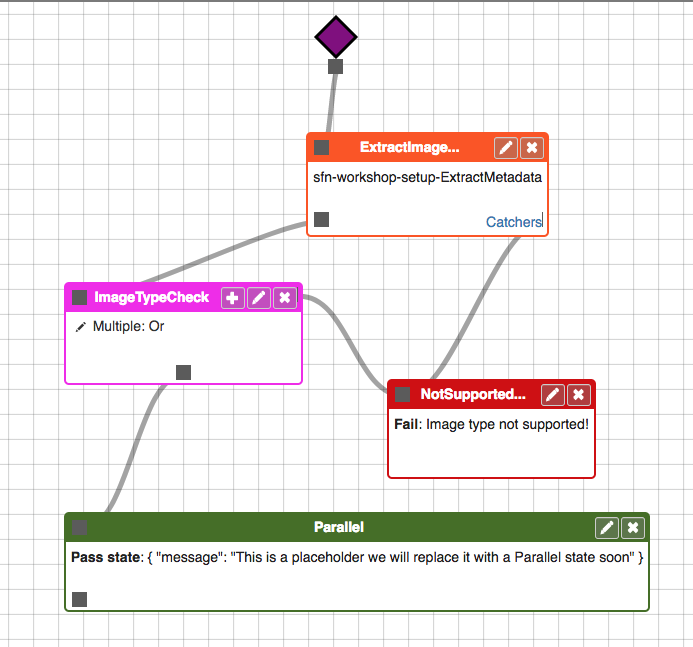 ExtractImage...
sfn-workshop-setup-ExtractMetadata
Catchers
ImageTypeCheck
Multiple: Or
NotSupported...
Fail: Image type not supported!
Parallel
Pass state: { "message": "This is a placeholder we will replace it with a Parallel state soon" }